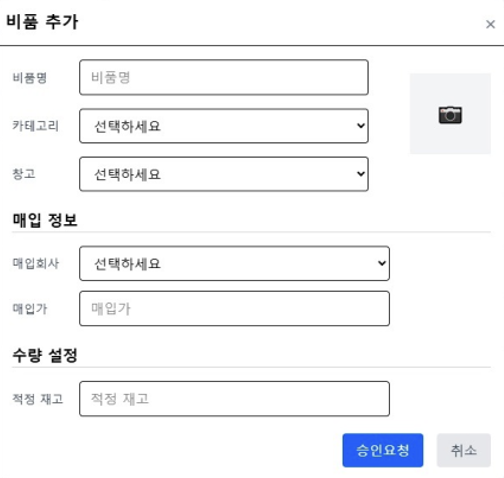 비품 추가
×
비품명 비품명
카테고리 선택하세요
창고 선택하세요
매입 정보
매입회사 선택하세요
매입가 매입가
수량 설정
적정 재고 적정 재고
승인요청 취소